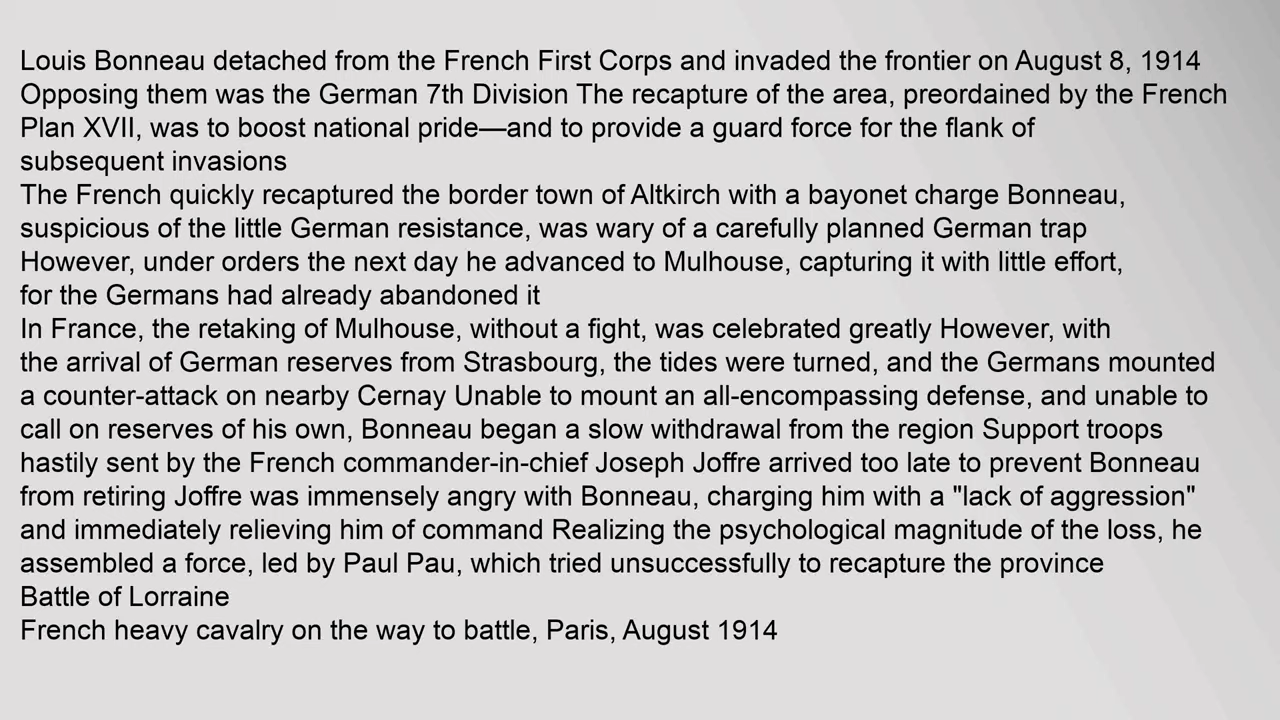 Louis Bonneau detached from the French First Corps and invaded the frontier on August 8, 1914
Opposing them was the German 7th Division The recapture of the area, preordained by the French
Plan XVII, was to boost national pride—and to provide a guard force for the flank of
subsequent invasions
The French quickly recaptured the border town of Altkirch with a bayonet charge Bonneau,
suspicious of the little German resistance, was wary of a carefully planned German trap
However, under orders the next day he advanced to Mulhouse, capturing it with little effort,
for the Germans had already abandoned it
In France, the retaking of Mulhouse, without a fight, was celebrated greatly However, with
the arrival of German reserves from Strasbourg, the tides were turned, and the Germans mounted
a counter-attack on nearby Cernay Unable to mount an all-encompassing defense, and unable to
call on reserves of his own, Bonneau began a slow withdrawal from the region Support troops
hastily sent by the French commander-in-chief Joseph Joffre arrived too late to prevent Bonneau
from retiring Joffre was immensely angry with Bonneau, charging him with a "lack of aggression"
and immediately relieving him of command Realizing the psychological magnitude of the loss, he
assembled a force, led by Paul Pau, which tried unsuccessfully to recapture the province
Battle of Lorraine
French heavy cavalry on the way to battle, Paris, August 1914